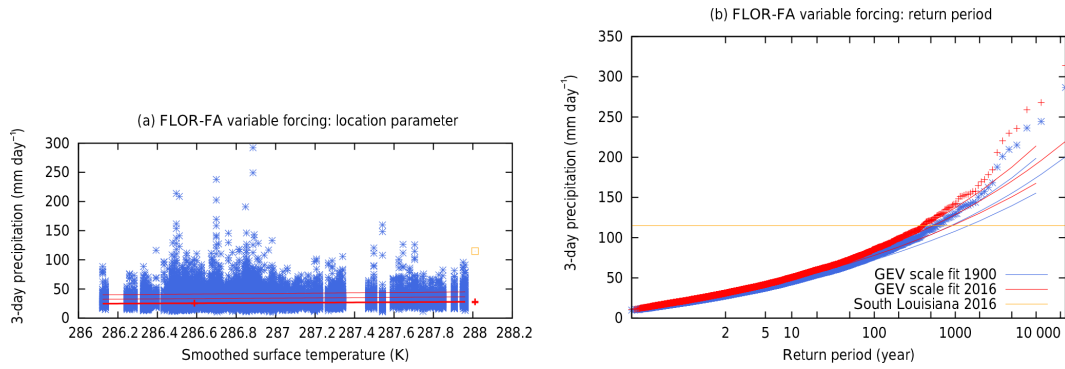 (a) FLOR-FA variable forcing: location parameter
3-day precipitation (mm day⁻¹)
300
250
200
150
100
50
0
286 286.2 286.4 286.6 286.8 287 287.2 287.4 287.6 287.8 288 288.2
Smoothed surface temperature (K)
(b) FLOR-FA variable forcing: return period
3-day precipitation (mm day⁻¹)
350
300
250
200
150
100
50
0
GEV scale fit 1900
GEV scale fit 2016
South Louisiana 2016
2 5 10 100 1000 10 000
Return period (year)